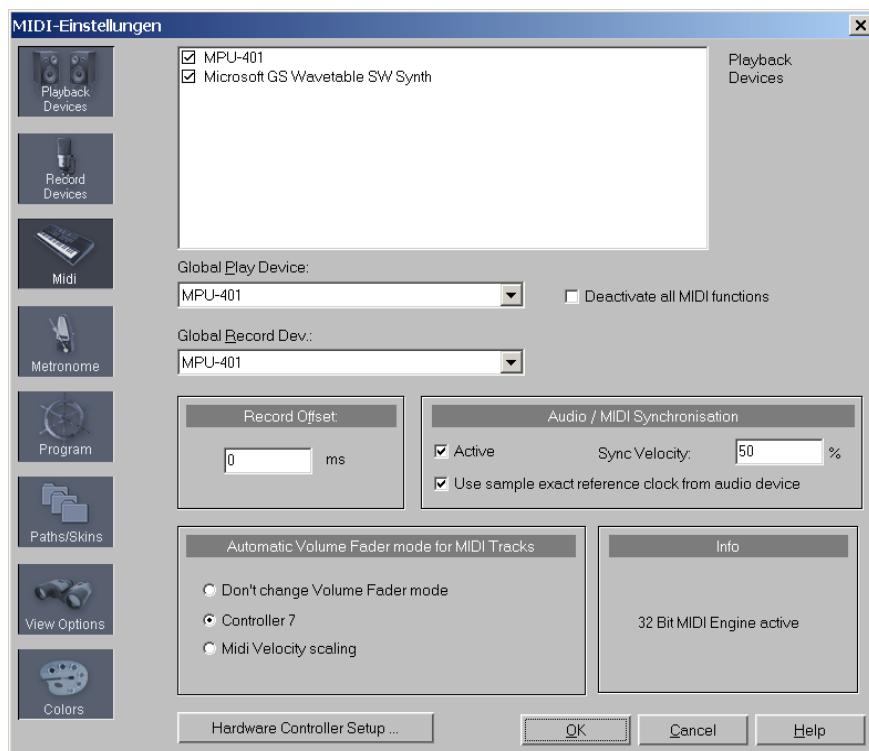 MIDI-Einstellungen
Playback
Devices
Record
Devices
Midi
Metronome
Program
Paths/Skins
View Options
Colors
MPU-401
Microsoft GS Wavetable SW Synth
Playback
Devices
Global Play Device:
MPU-401
Deactivate all MIDI functions
Global Record Dev.:
MPU-401
Record Offset:
0 ms
Audio / MIDI Synchronisation
Active Sync Velocity: 50 %
Use sample exact reference clock from audio device
Automatic Volume Fader mode for MIDI Tracks
Don't change Volume Fader mode
Controller 7
Midi Velocity scaling
Info
32 Bit MIDI Engine active
Hardware Controller Setup ...
OK
Cancel
Help